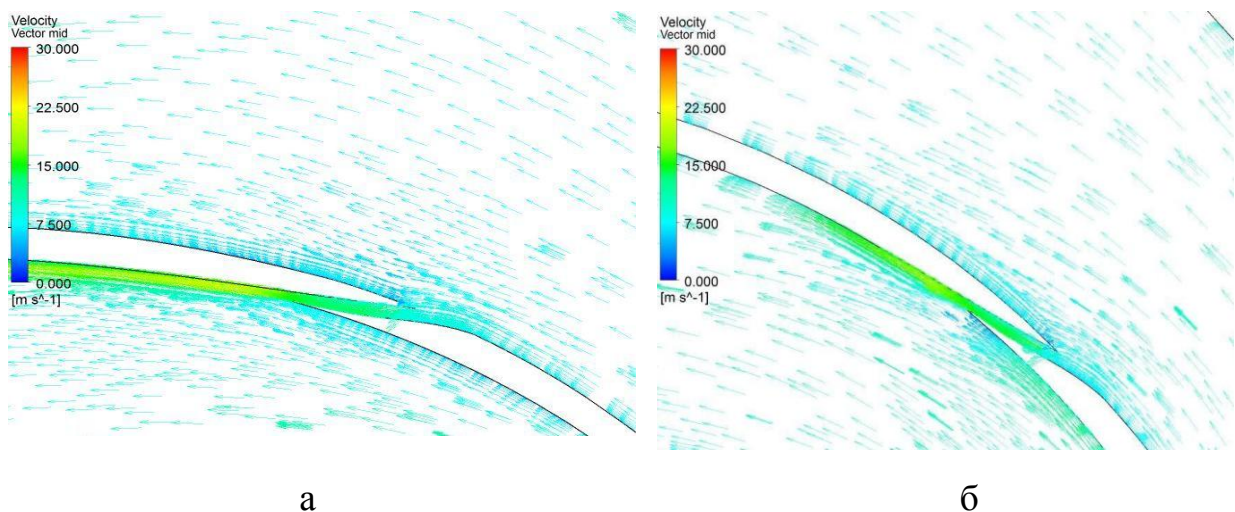 Velocity
Vector mid
30.000
22.500
15.000
7.500
0.000
[m s^-1]
Velocity
Vector mid
30.000
22.500
15.000
7.500
0.000
[m s^-1]
а
б